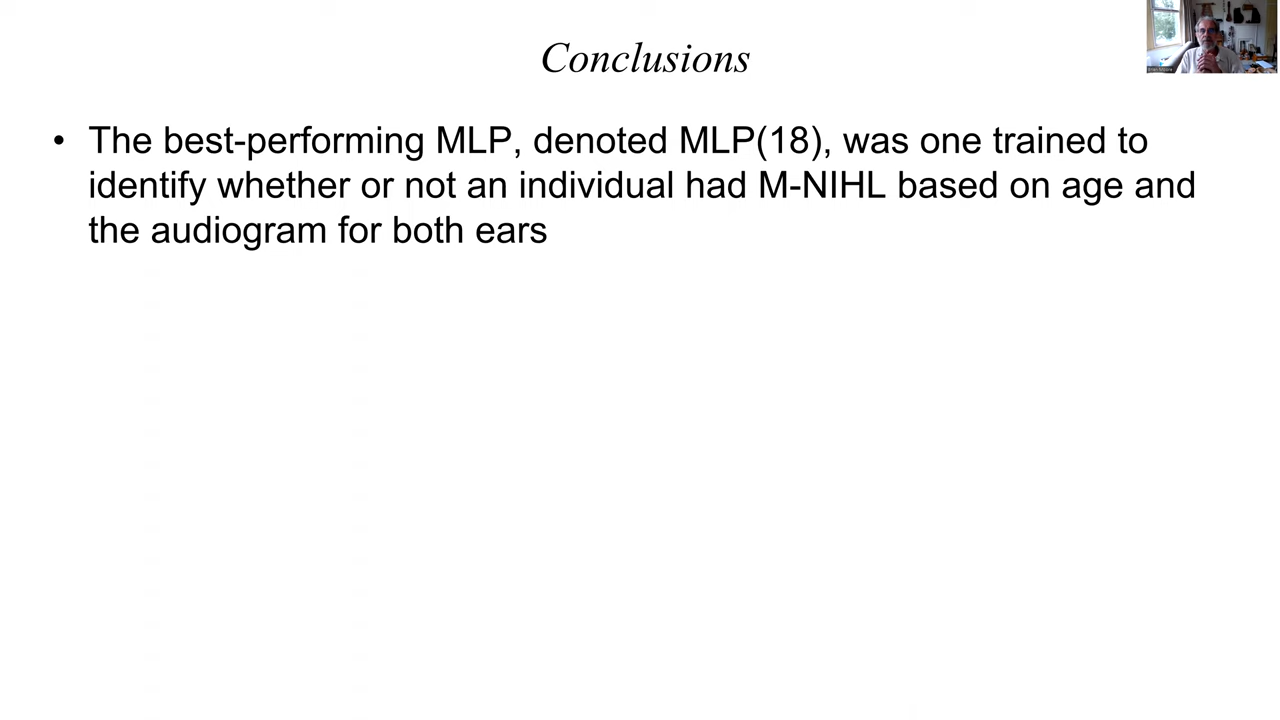 Conclusions
• The best-performing MLP, denoted MLP(18), was one trained to
identify whether or not an individual had M-NIHL based on age and
the audiogram for both ears